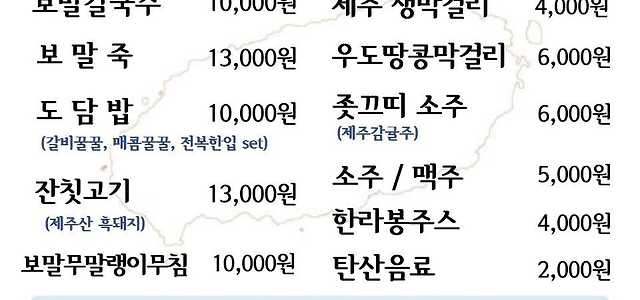 보말칼국수 10,000원
보말죽 13,000원
도담밥 10,000원
(갈비꿀꿀, 매콤꿀꿀, 전복한입 set)
잔칫고기 13,000원
(제주산 흑돼지)
보말무말랭이무침 10,000원
제주 생막걸리 4,000원
우도땅콩막걸리 6,000원
좃끄띠 소주 6,000원
(제주감귤주)
소주 / 맥주 5,000원
한라봉주스 4,000원
탄산음료 2,000원